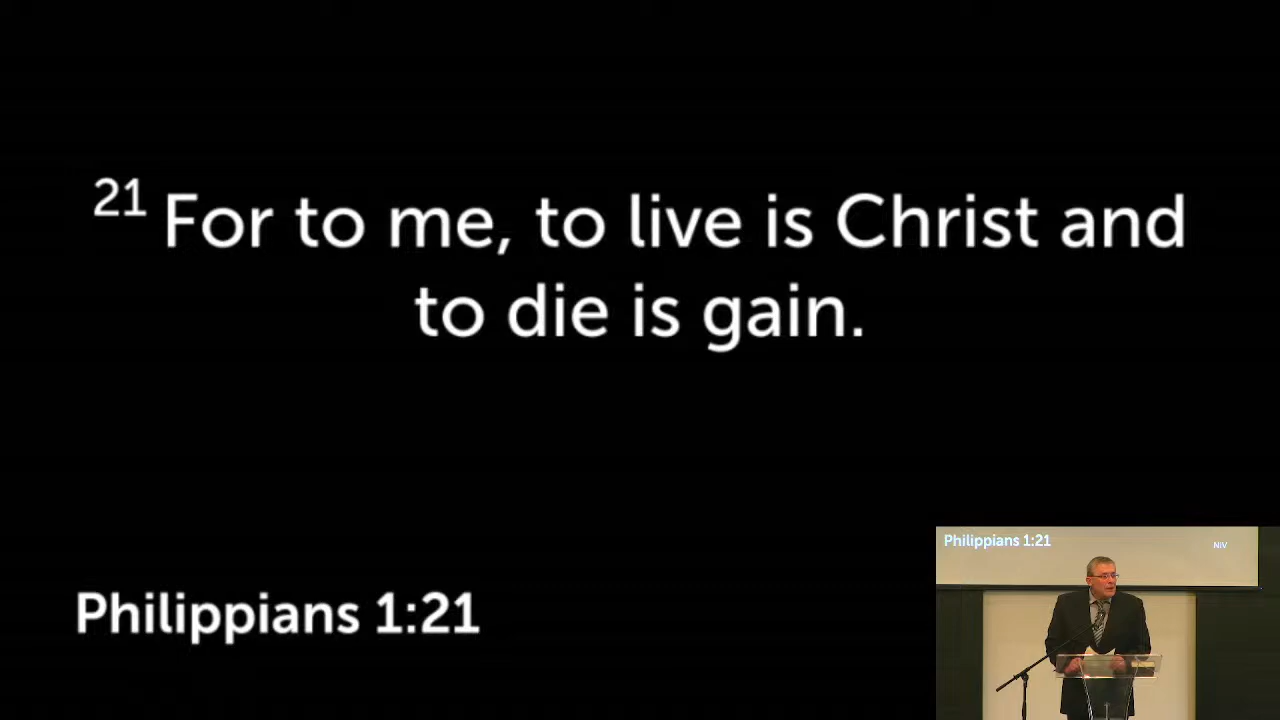 21 For to me, to live is Christ and
to die is gain.
Philippians 1:21
Philippians 1:21
NIV